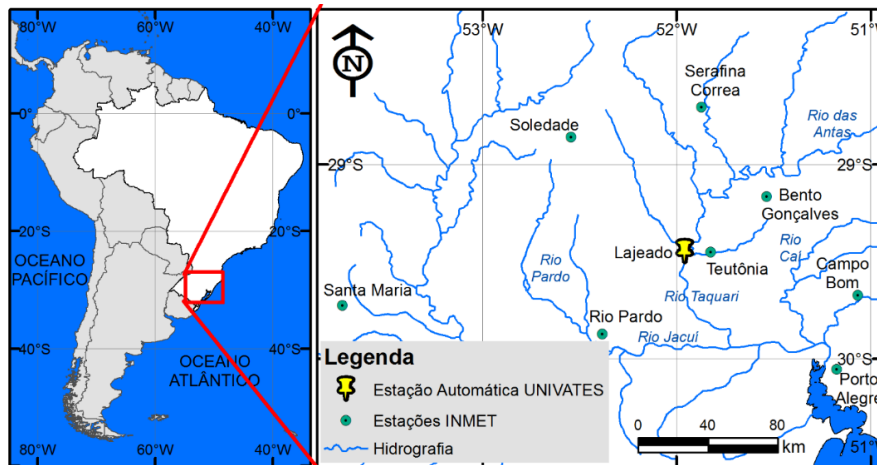 80°W
60°W
40°W
0°
0°
20°S
20°S
OCEANO
PACÍFICO
40°S
40°S
OCEANO
ATLÂNTICO
80°W
60°W
40°W
53°W
52°W
51°W
N
Serafina
Correa
Soledade
Rio das
Antas
29°S
29°S
Bento
Gonçalves
Lajeado
Teutônia
Rio
Caí
Campo
Bom
Rio
Pardo
Santa Maria
Rio Taquari
Rio Pardo
Rio Jacuí
30°S
Porto
Alegre
Legenda
Estação Automática UNIVATES
Estações INMET
Hidrografia
0
40
80
km
51°W